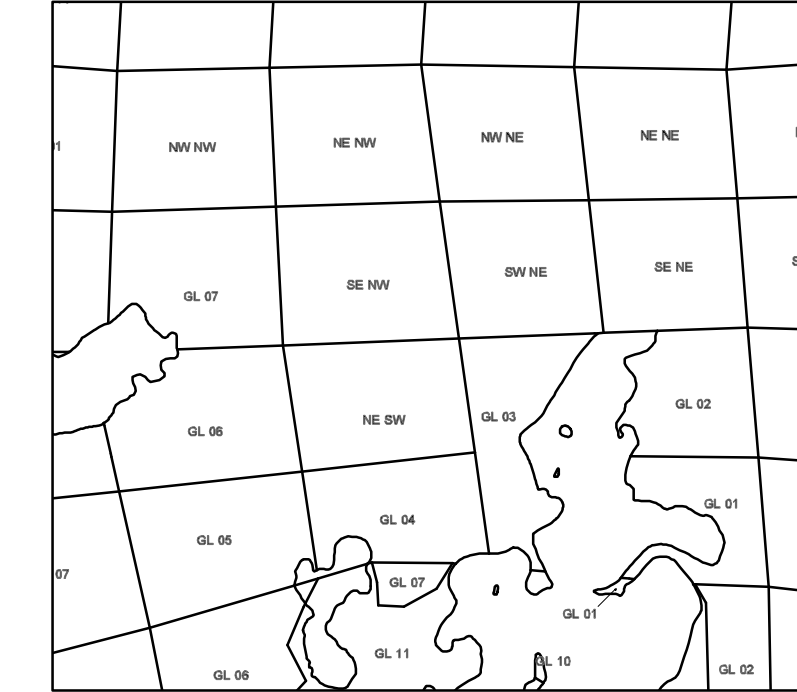 NW NW
NE NW
NW NE
NE NE
GL 07
SE NW
SW NE
SE NE
GL 06
NE SW
GL 03
GL 02
GL 05
GL 04
GL 01
07
GL 07
GL 01
GL 06
GL 11
GL 10
GL 02